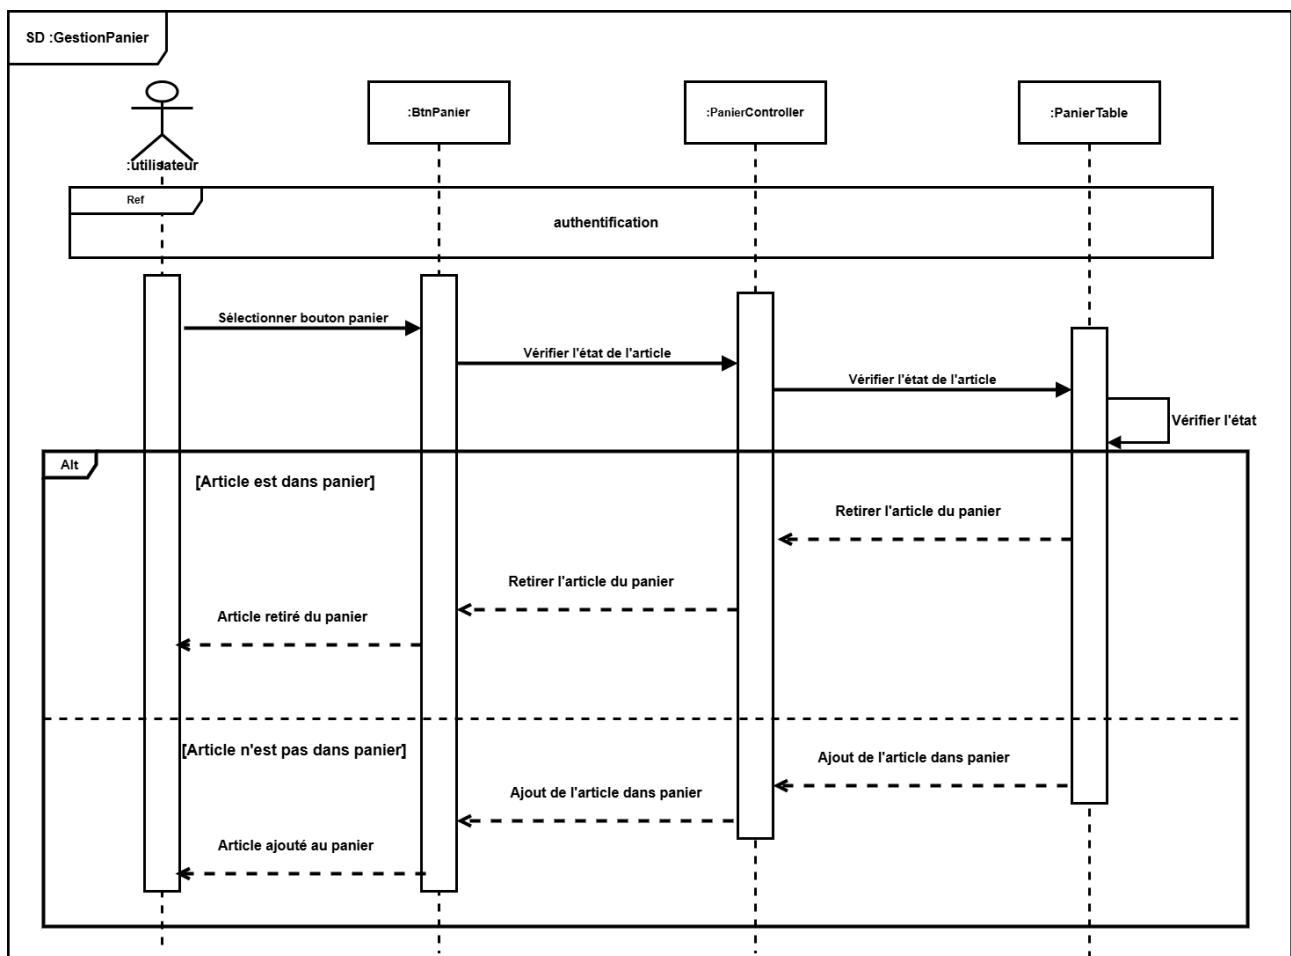 SD :GestionPanier
:utilisateur
:BtnPanier
:PanierController
:PanierTable
Ref
authentification
Sélectionner bouton panier
Vérifier l'état de l'article
Vérifier l'état de l'article
Vérifier l'état
Alt
[Article est dans panier]
Retirer l'article du panier
Retirer l'article du panier
Article retiré du panier
[Article n'est pas dans panier]
Ajout de l'article dans panier
Ajout de l'article dans panier
Article ajouté au panier